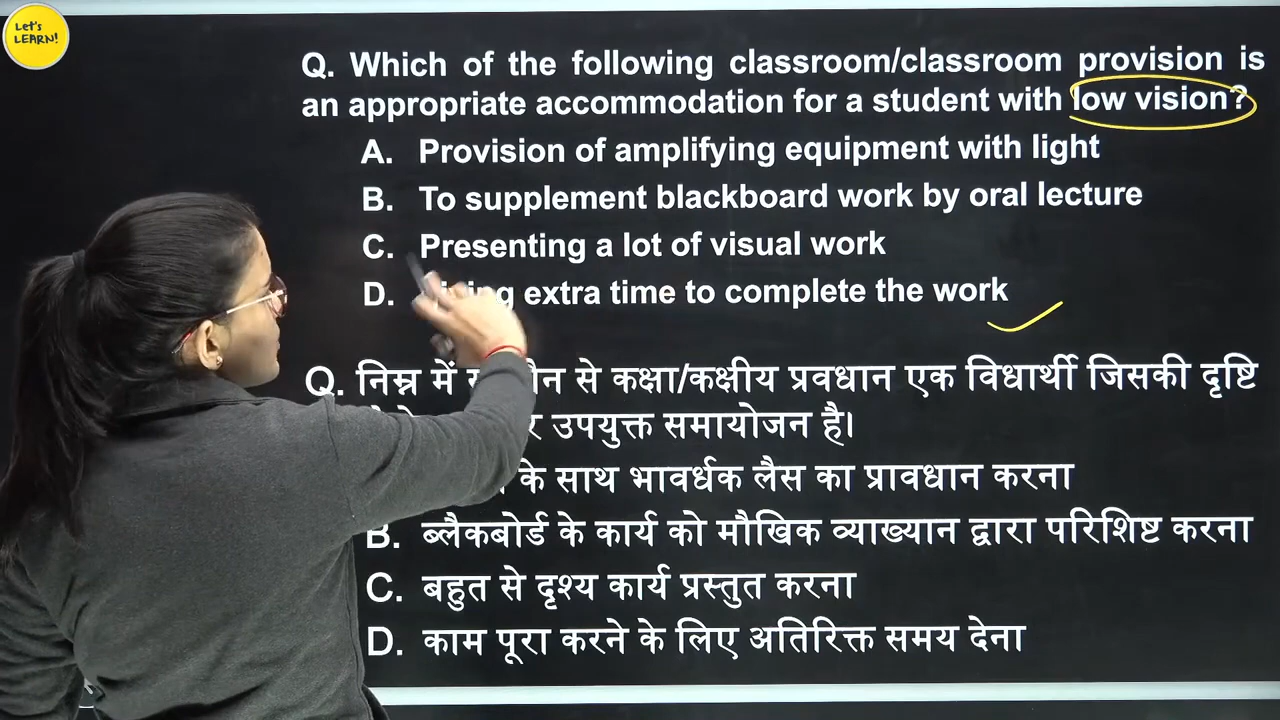 Let's
LEARN!
Q. Which of the following classroom/classroom provision is
an appropriate accommodation for a student with low vision?
A. Provision of amplifying equipment with light
B. To supplement blackboard work by oral lecture
C. Presenting a lot of visual work
D. extra time to complete the work
Q. निम्न में से कक्षा/कक्षीय प्रवधान एक विधार्थी जिसकी दृष्टि
उपयुक्त समायोजन है।
के साथ भावर्धक लैस का प्रावधान करना
B. ब्लैकबोर्ड के कार्य को मौखिक व्याख्यान द्वारा परिशिष्ट करना
C. बहुत से दृश्य कार्य प्रस्तुत करना
D. काम पूरा करने के लिए अतिरिक्त समय देना